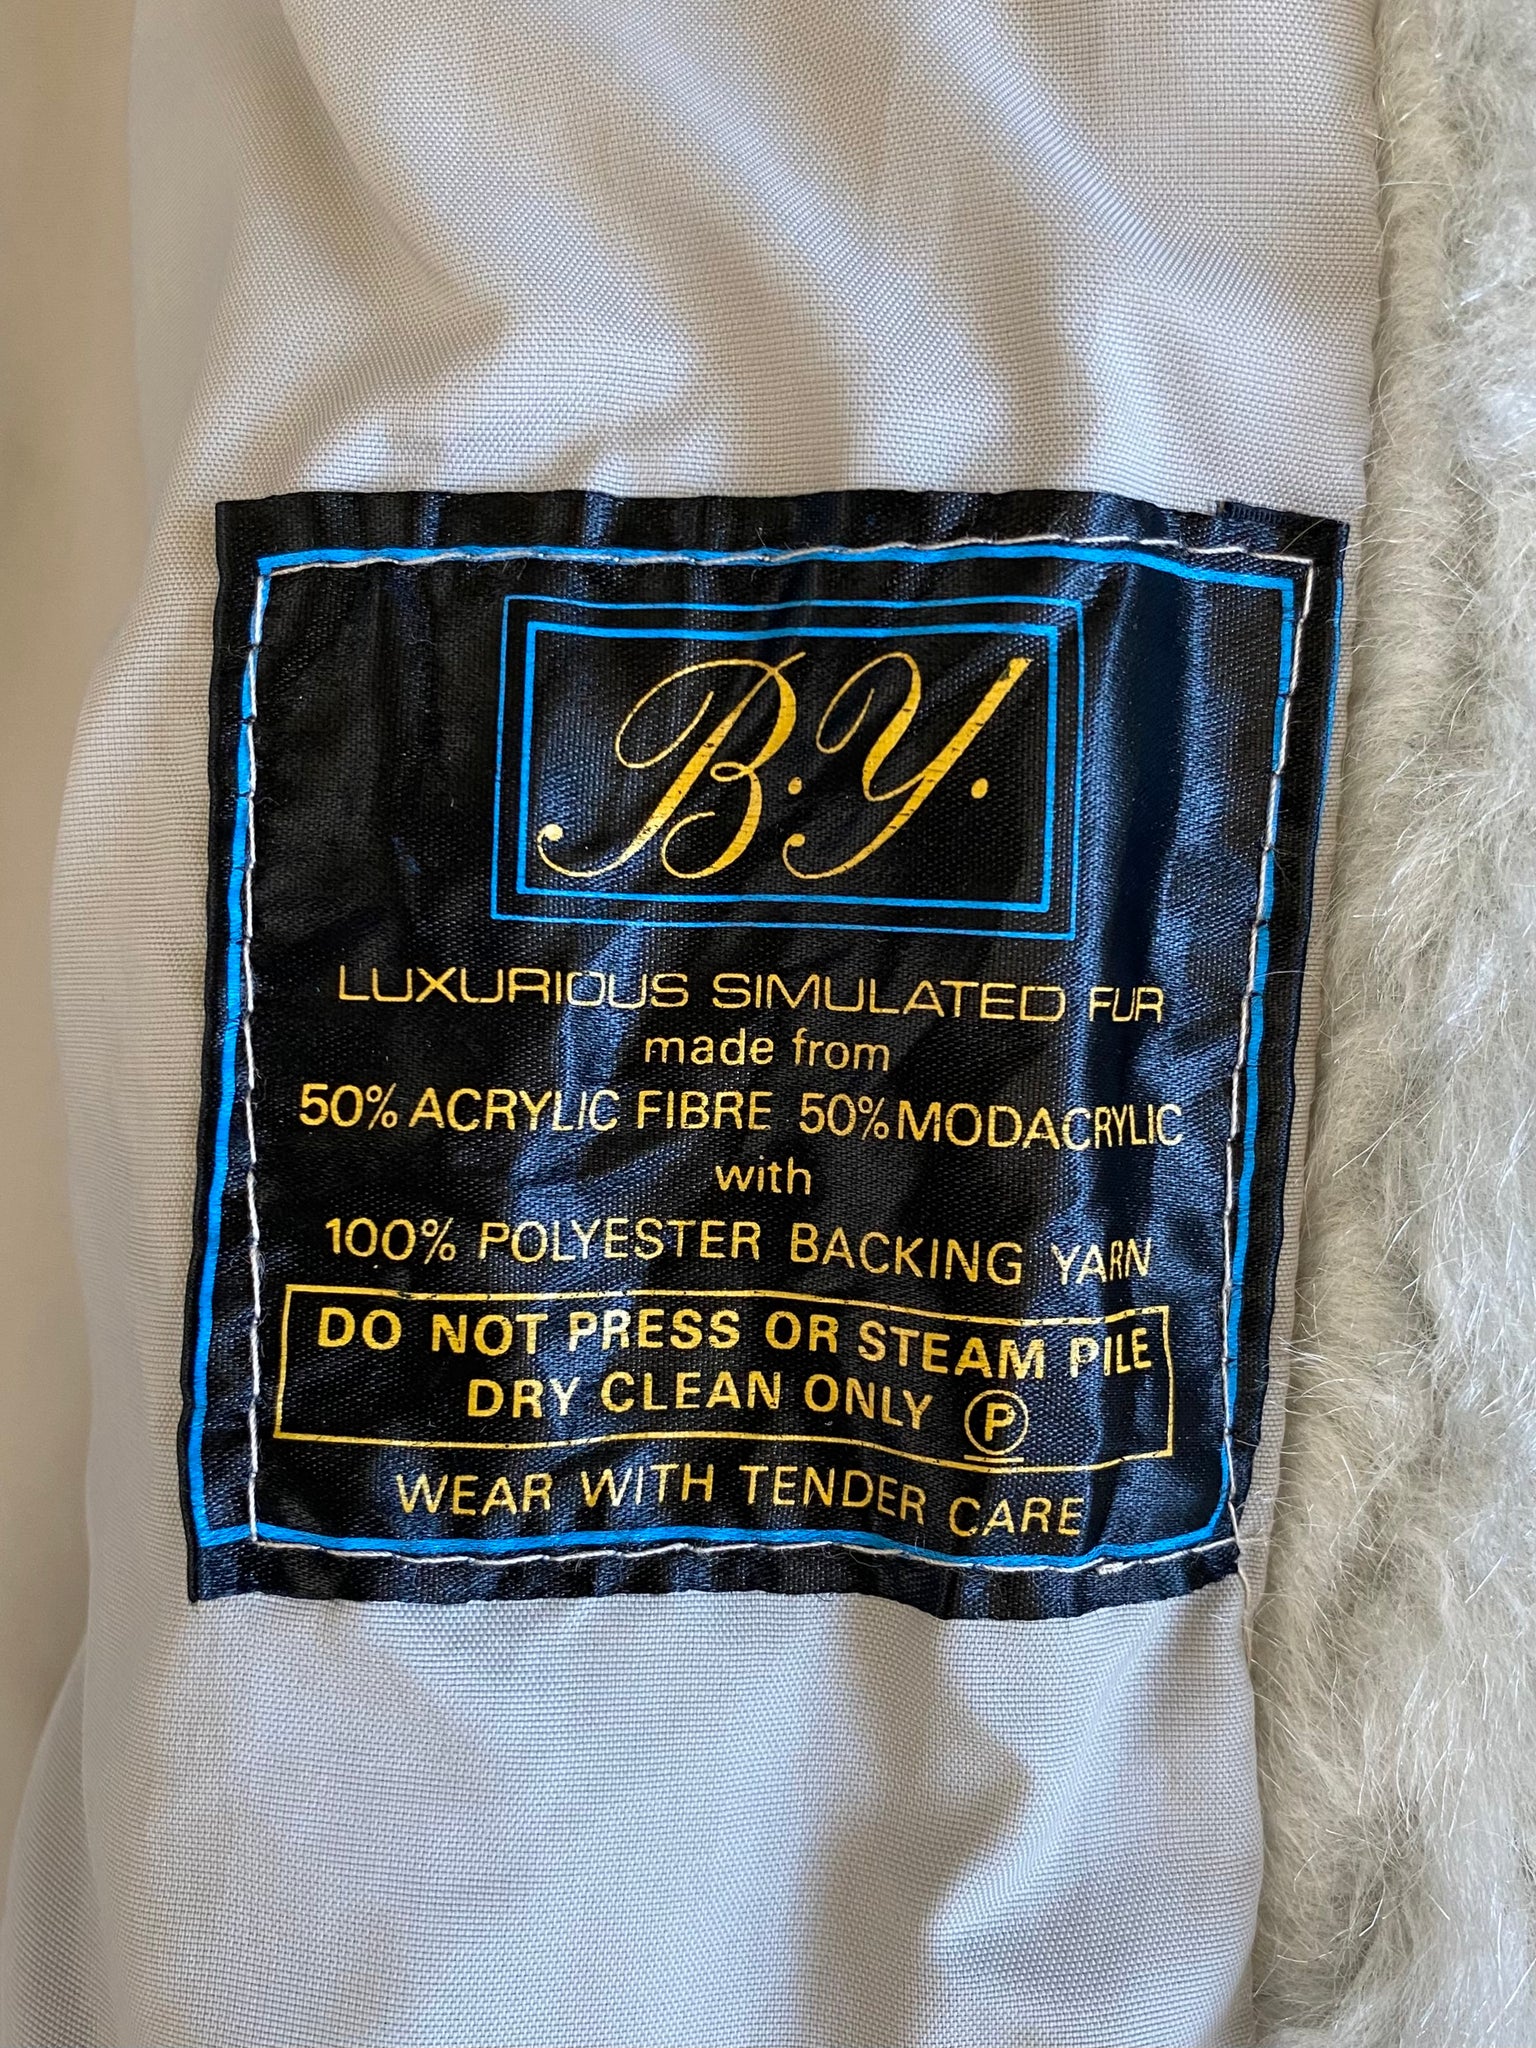 B.Y.
LUXURIOUS SIMULATED FUR
made from
50% ACRYLIC FIBRE 50% MODACRYLIC
with
100% POLYESTER BACKING YARN
DO NOT PRESS OR STEAM PILE
DRY CLEAN ONLY P
WEAR WITH TENDER CARE